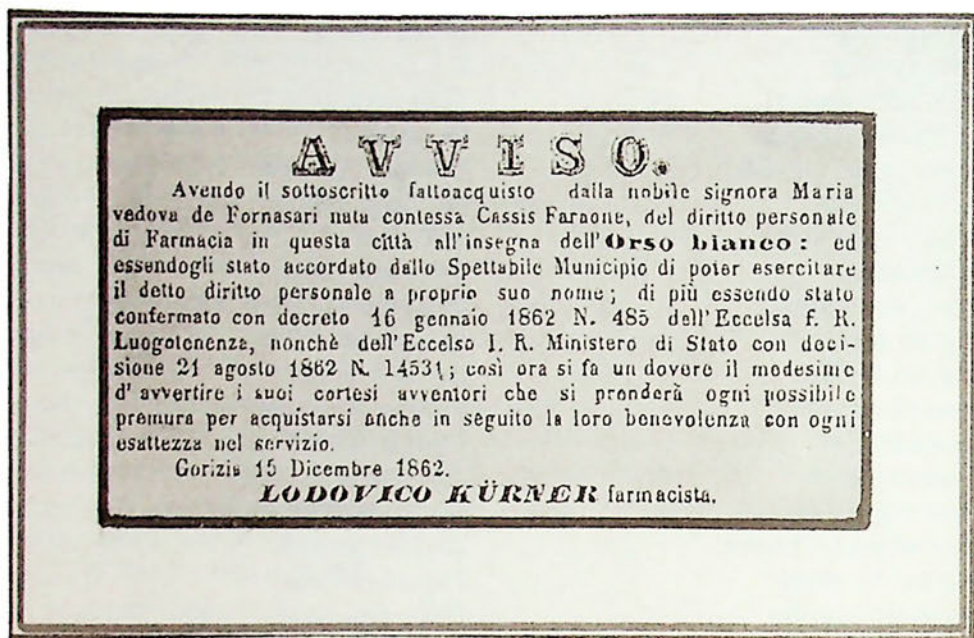 AVVISO.
Avendo il sottoscritto fattoacquisto dalla nobile signora Maria
vedova de Fornasari nata contessa Cassis Faraone, del diritto personale
di Farmacia in questa città all'insegna dell'Orso bianco: ed
essendogli stato accordato dallo Spettabile Municipio di poter esercitare
il detto diritto personale a proprio suo nome; di più essendo stato
confermato con decreto 16 gennaio 1862 N. 485 dell'Eccelsa I. R.
Luogotenenza, nonchè dell'Eccelso I. R. Ministero di Stato con deci-
sione 21 agosto 1862 N. 14531; così ora si fa un dovere il medesimo
d'avvertire i suoi cortesi avventori che si prenderà ogni possibile
premura per acquistarsi anche in seguito la loro benevolenza con ogni
esattezza nel servizio.
Gorizia 15 Dicembre 1862.
LODOVICO KÜRNER farmacista.